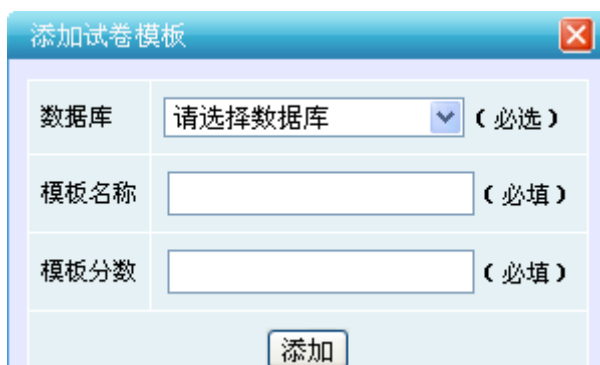 添加试卷模板
数据库 请选择数据库 (必选)
模板名称 (必填)
模板分数 (必填)
添加